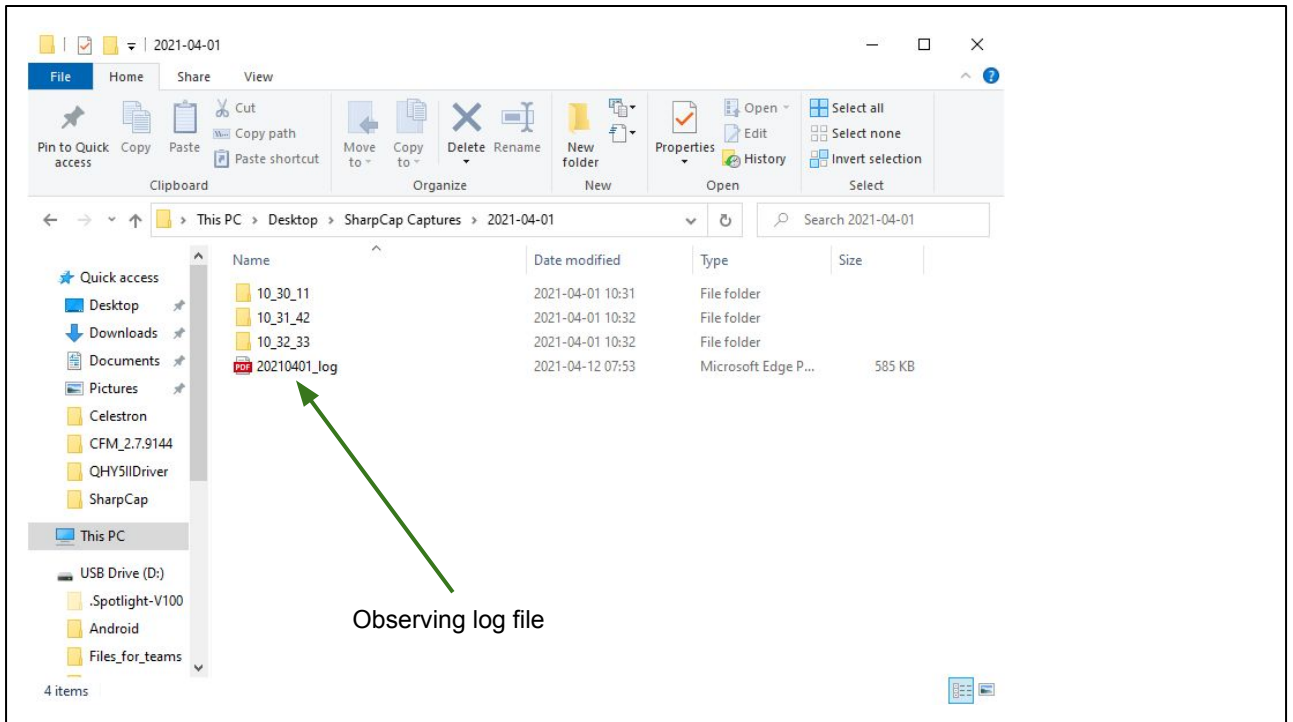 2021-04-01
File Home Share View
Pin to Quick access
Copy
Paste
Cut
Copy path
Paste shortcut
Move to
Copy to
Delete
Rename
New folder
Properties
Open
Edit
History
Select all
Select none
Invert selection
Clipboard Organize New Open Select
This PC > Desktop > SharpCap Captures > 2021-04-01
Search 2021-04-01
Name Date modified Type Size
10_30_11 2021-04-01 10:31 File folder
10_31_42 2021-04-01 10:32 File folder
10_32_33 2021-04-01 10:32 File folder
PDF 20210401_log 2021-04-12 07:53 Microsoft Edge P... 585 KB
Quick access
Desktop
Downloads
Documents
Pictures
Celestron
CFM_2.7.9144
QHY5IIDriver
SharpCap
This PC
USB Drive (D:)
.Spotlight-V100
Android
Files_for_teams
Observing log file
4 items